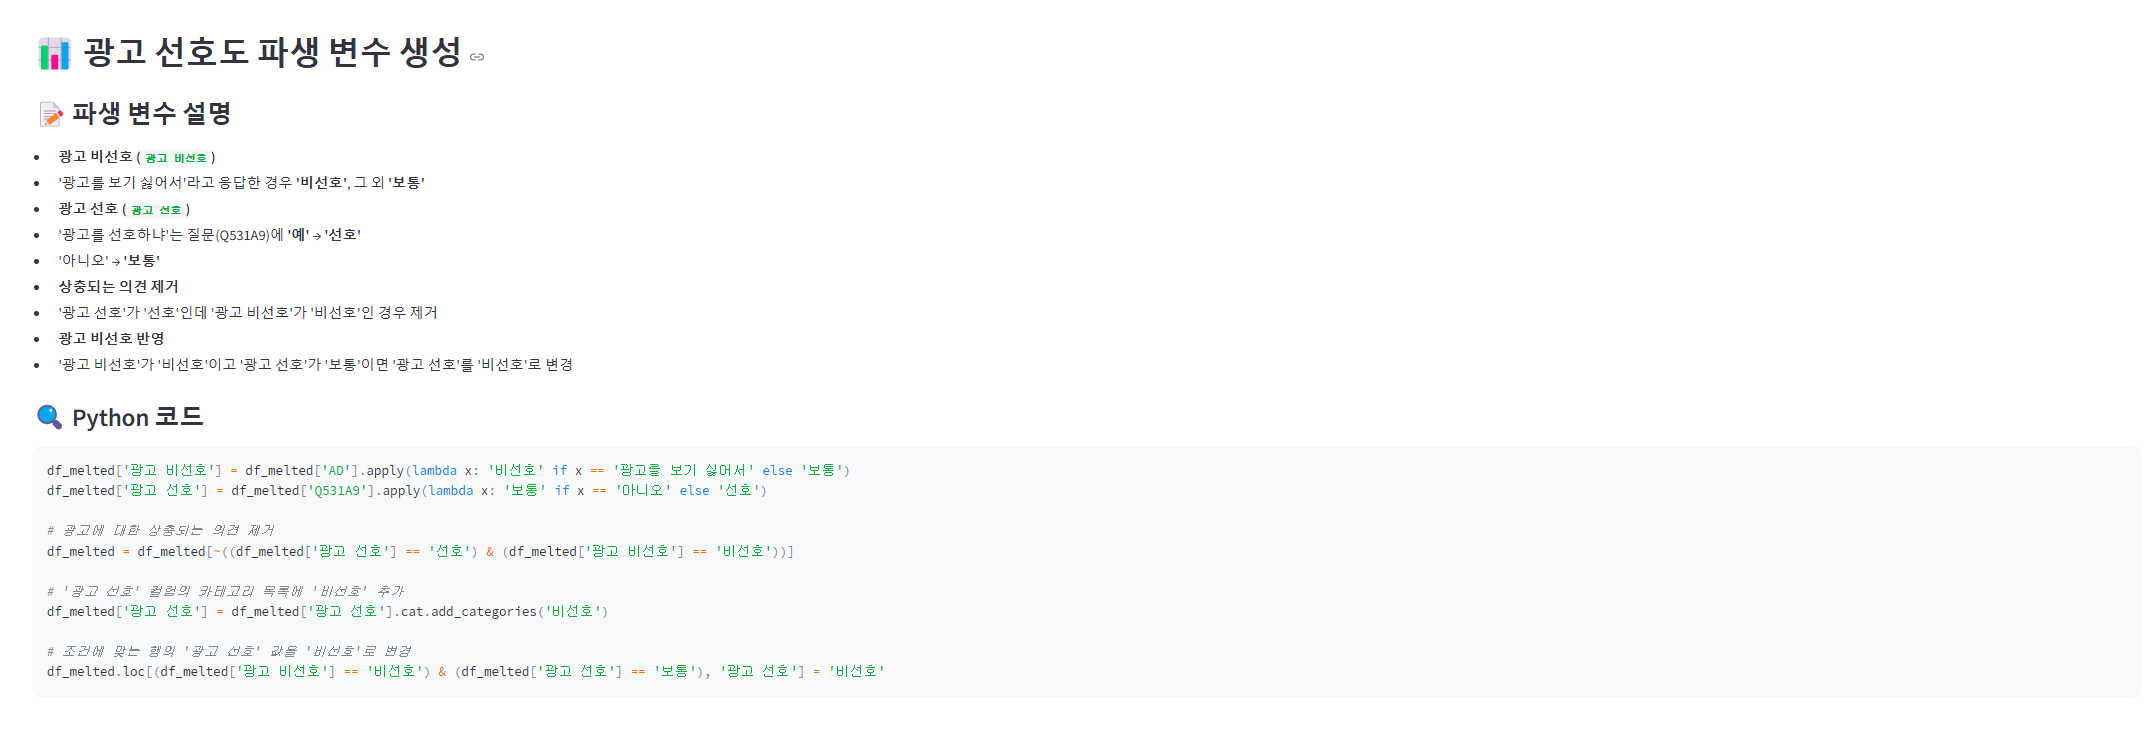 광고 선호도 파생 변수 생성
파생 변수 설명
• 광고 비선호 ( 광고 비선호 )
• '광고를 보기 싫어서'라고 응답한 경우 '비선호', 그 외 '보통'
• 광고 선호 ( 광고 선호 )
• '광고를 선호하냐'는 질문(Q531A9)에 '예' → '선호'
• '아니오' → '보통'
• 상충되는 의견 제거
• '광고 선호'가 '선호'인데 '광고 비선호'가 '비선호'인 경우 제거
• 광고 비선호 반영
• '광고 비선호'가 '비선호'이고 '광고 선호'가 '보통'이면 '광고 선호'를 '비선호'로 변경
Python 코드
df_melted['광고 비선호'] = df_melted['AD'].apply(lambda x: '비선호' if x == '광고를 보기 싫어서' else '보통')
df_melted['광고 선호'] = df_melted['Q531A9'].apply(lambda x: '보통' if x == '아니오' else '선호')
# 광고에 대한 상충되는 의견 제거
df_melted = df_melted[~((df_melted['광고 선호'] == '선호') & (df_melted['광고 비선호'] == '비선호'))]
# '광고 선호' 컬럼의 카테고리 목록에 '비선호' 추가
df_melted['광고 선호'] = df_melted['광고 선호'].cat.add_categories('비선호')
# 조건에 맞는 행의 '광고 선호' 값을 '비선호'로 변경
df_melted.loc[(df_melted['광고 비선호'] == '비선호') & (df_melted['광고 선호'] == '보통'), '광고 선호'] = '비선호'